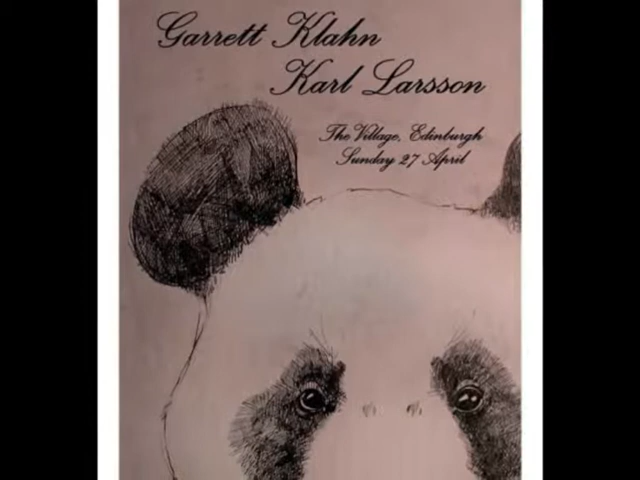 Garrett Klahn
Karl Larsson
The Village, Edinburgh
Sunday 27 April